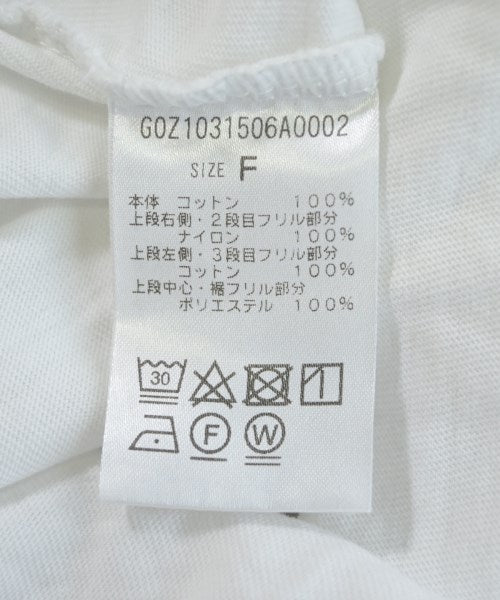 G0Z1031506A0002
SIZE F
本体 コットン 100%
上段右側・2段目フリル部分
ナイロン 100%
上段左側・3段目フリル部分
コットン 100%
上段中心・裾フリル部分
ポリエステル 100%
30
F W